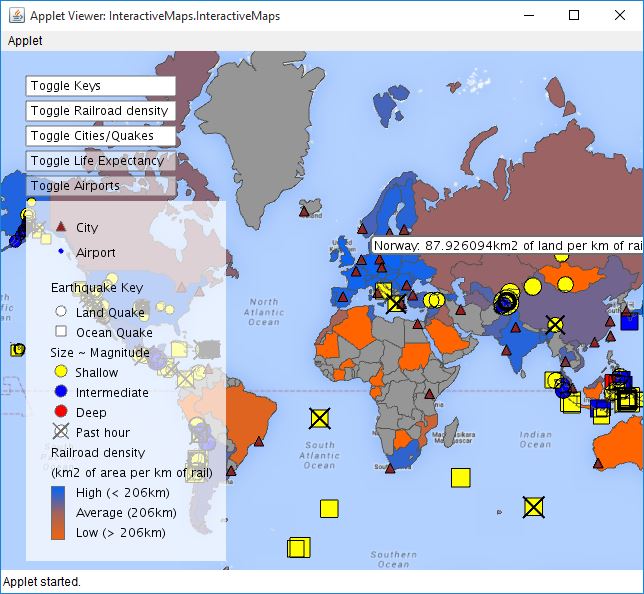 Applet Viewer: InteractiveMaps.InteractiveMaps
Applet
Toggle Keys
Toggle Railroad density
Toggle Cities/Quakes
Toggle Life Expectancy
Toggle Airports
City
Airport
Earthquake Key
Land Quake
Ocean Quake
Size ~ Magnitude
Shallow
Intermediate
Deep
Past hour
Railroad density
(km2 of area per km of rail)
High (< 206km)
Average (206km)
Low (> 206km)
Norway: 87.926094km2 of land per km of rai
North
Atlantic
Ocean
South
Atlantic
Ocean
Indian
Ocean
Southern
Ocean
Madagaskar
Applet started.